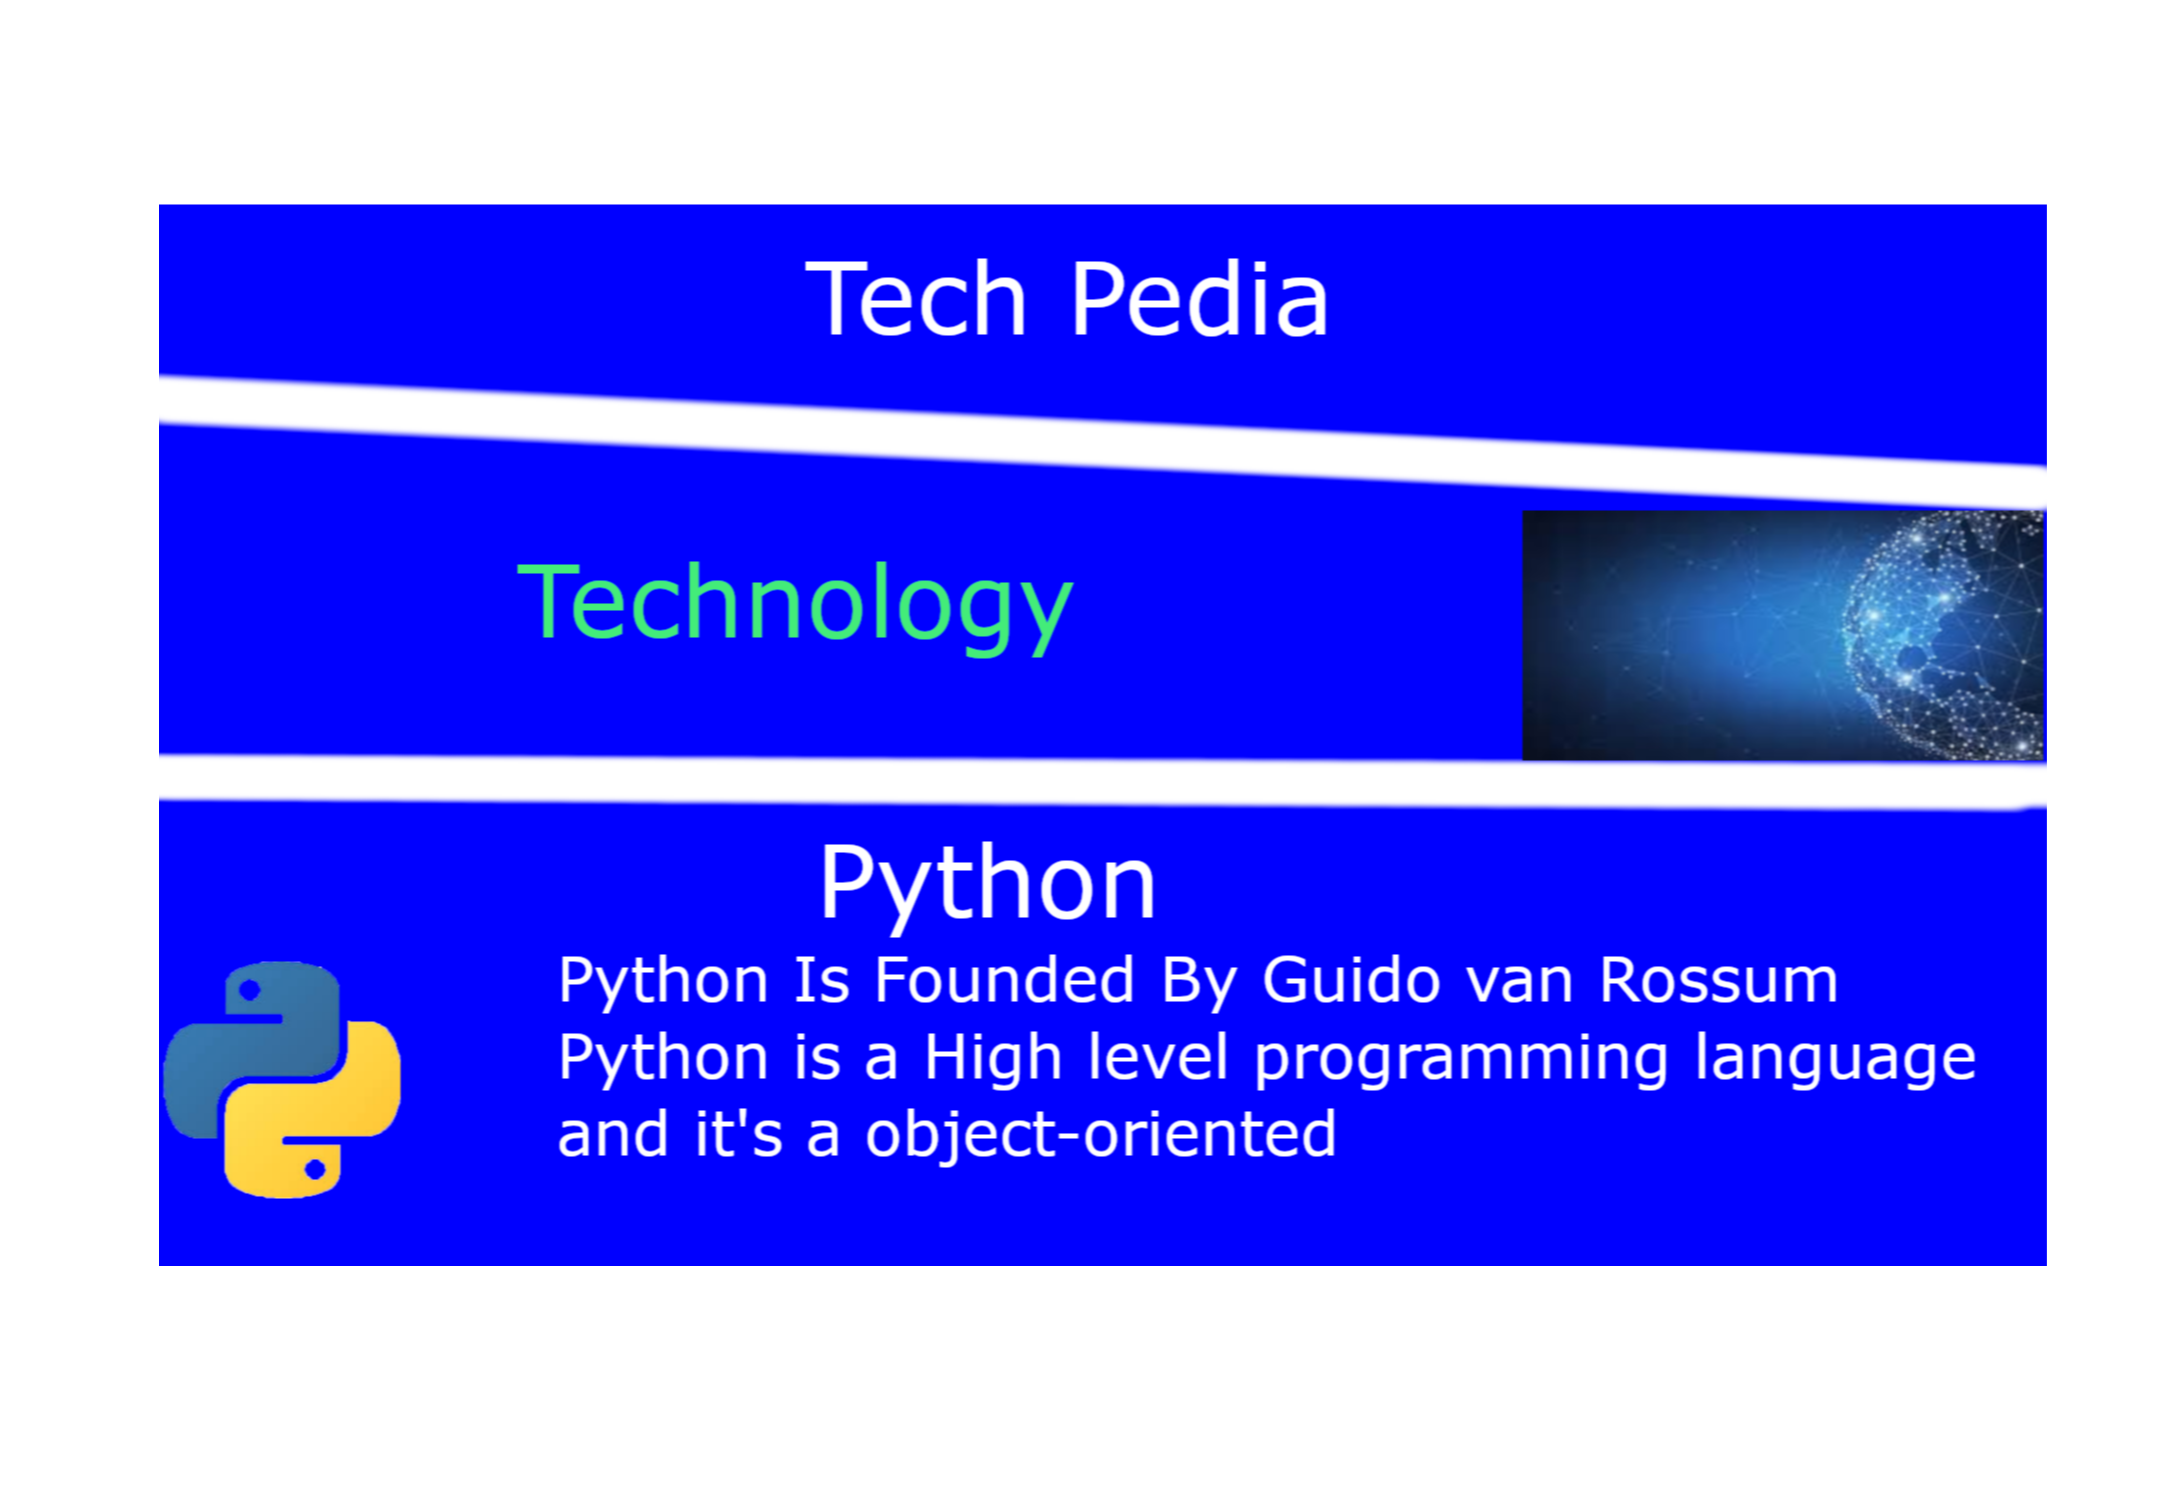 Tech Pedia
Technology
Python
Python Is Founded By Guido van Rossum
Python is a High level programming language
and it's a object-oriented